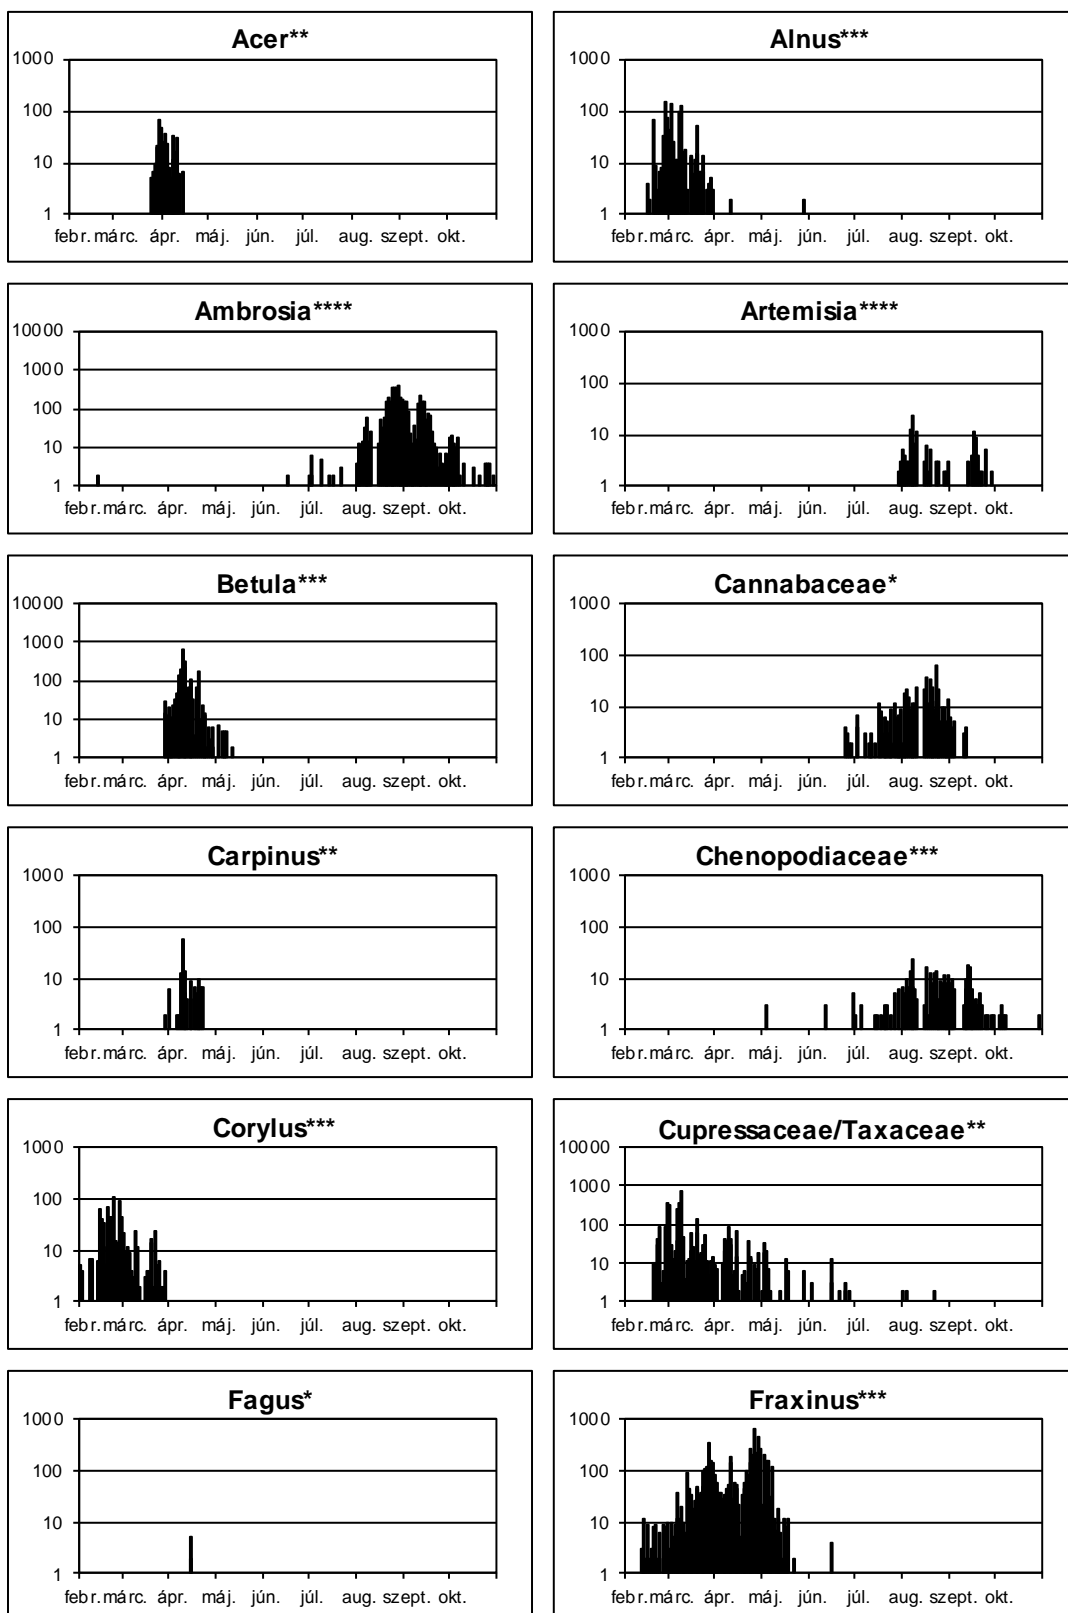 Acer**
1000
100
10
1
febr. márc. ápr. máj. jún. júl. aug. szept. okt.
Alnus***
1000
100
10
1
febr. márc. ápr. máj. jún. júl. aug. szept. okt.
Ambrosia****
10000
1000
100
10
1
febr. márc. ápr. máj. jún. júl. aug. szept. okt.
Artemisia****
1000
100
10
1
febr. márc. ápr. máj. jún. júl. aug. szept. okt.
Betula***
10000
1000
100
10
1
febr. márc. ápr. máj. jún. júl. aug. szept. okt.
Cannabaceae*
1000
100
10
1
febr. márc. ápr. máj. jún. júl. aug. szept. okt.
Carpinus**
1000
100
10
1
febr. márc. ápr. máj. jún. júl. aug. szept. okt.
Chenopodiaceae***
1000
100
10
1
febr. márc. ápr. máj. jún. júl. aug. szept. okt.
Corylus***
1000
100
10
1
febr. márc. ápr. máj. jún. júl. aug. szept. okt.
Cupressaceae/Taxaceae**
10000
1000
100
10
1
febr. márc. ápr. máj. jún. júl. aug. szept. okt.
Fagus*
1000
100
10
1
febr. márc. ápr. máj. jún. júl. aug. szept. okt.
Fraxinus***
1000
100
10
1
febr. márc. ápr. máj. jún. júl. aug. szept. okt.